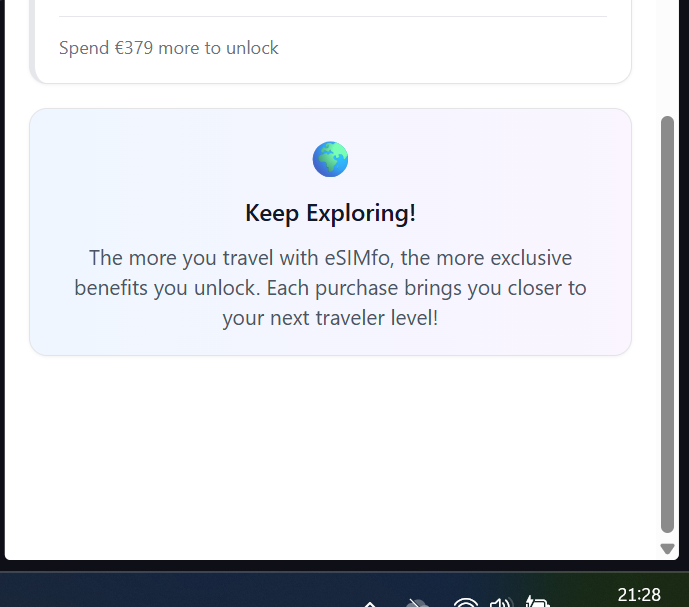 Spend €379 more to unlock
Keep Exploring!
The more you travel with eSIMfo, the more exclusive
benefits you unlock. Each purchase brings you closer to
your next traveler level!
21:28